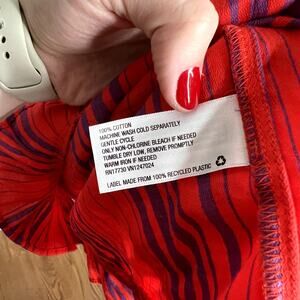 100% COTTON
MACHINE WASH COLD SEPARATELY
GENTLE CYCLE
ONLY NON-CHLORINE BLEACH IF NEEDED
TUMBLE DRY LOW, REMOVE PROMPTLY
WARM IRON IF NEEDED
RN17730 VN1247024
LABEL MADE FROM 100% RECYCLED PLASTIC